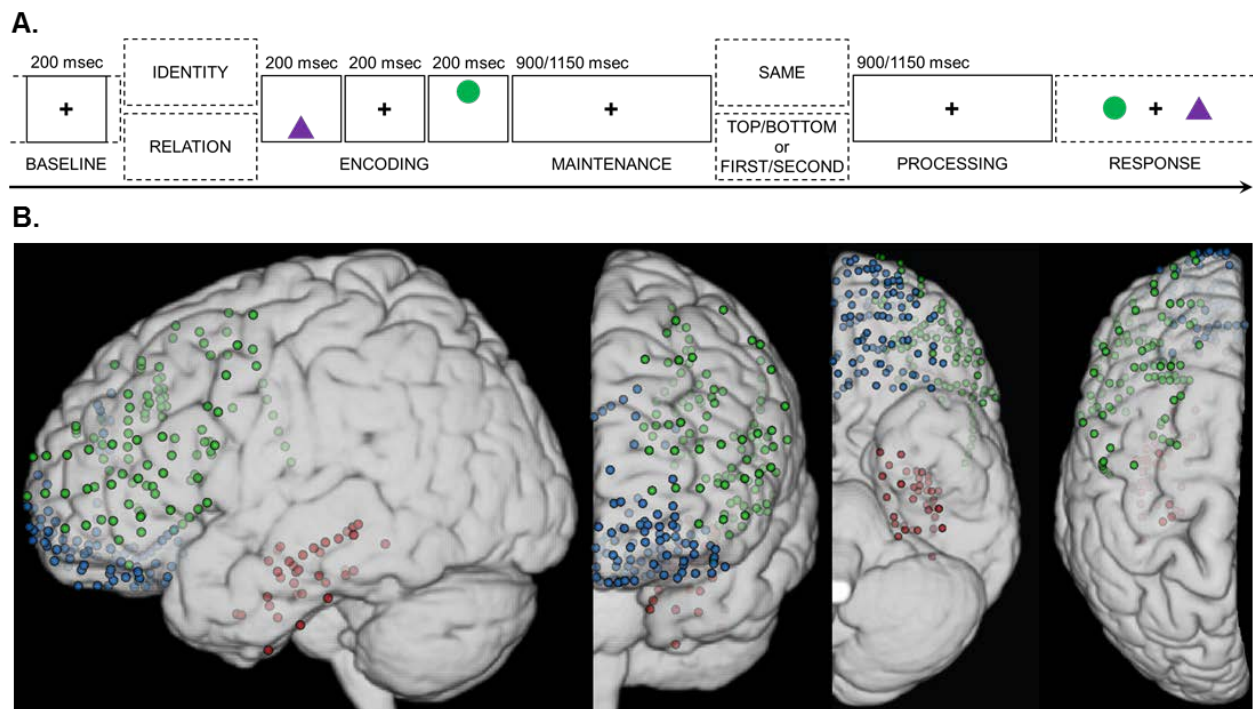 A.
200 msec
IDENTITY
200 msec 200 msec 200 msec 900/1150 msec
SAME
900/1150 msec
RELATION
TOP/BOTTOM
or
FIRST/SECOND
BASELINE
ENCODING
MAINTENANCE
PROCESSING
RESPONSE
B.